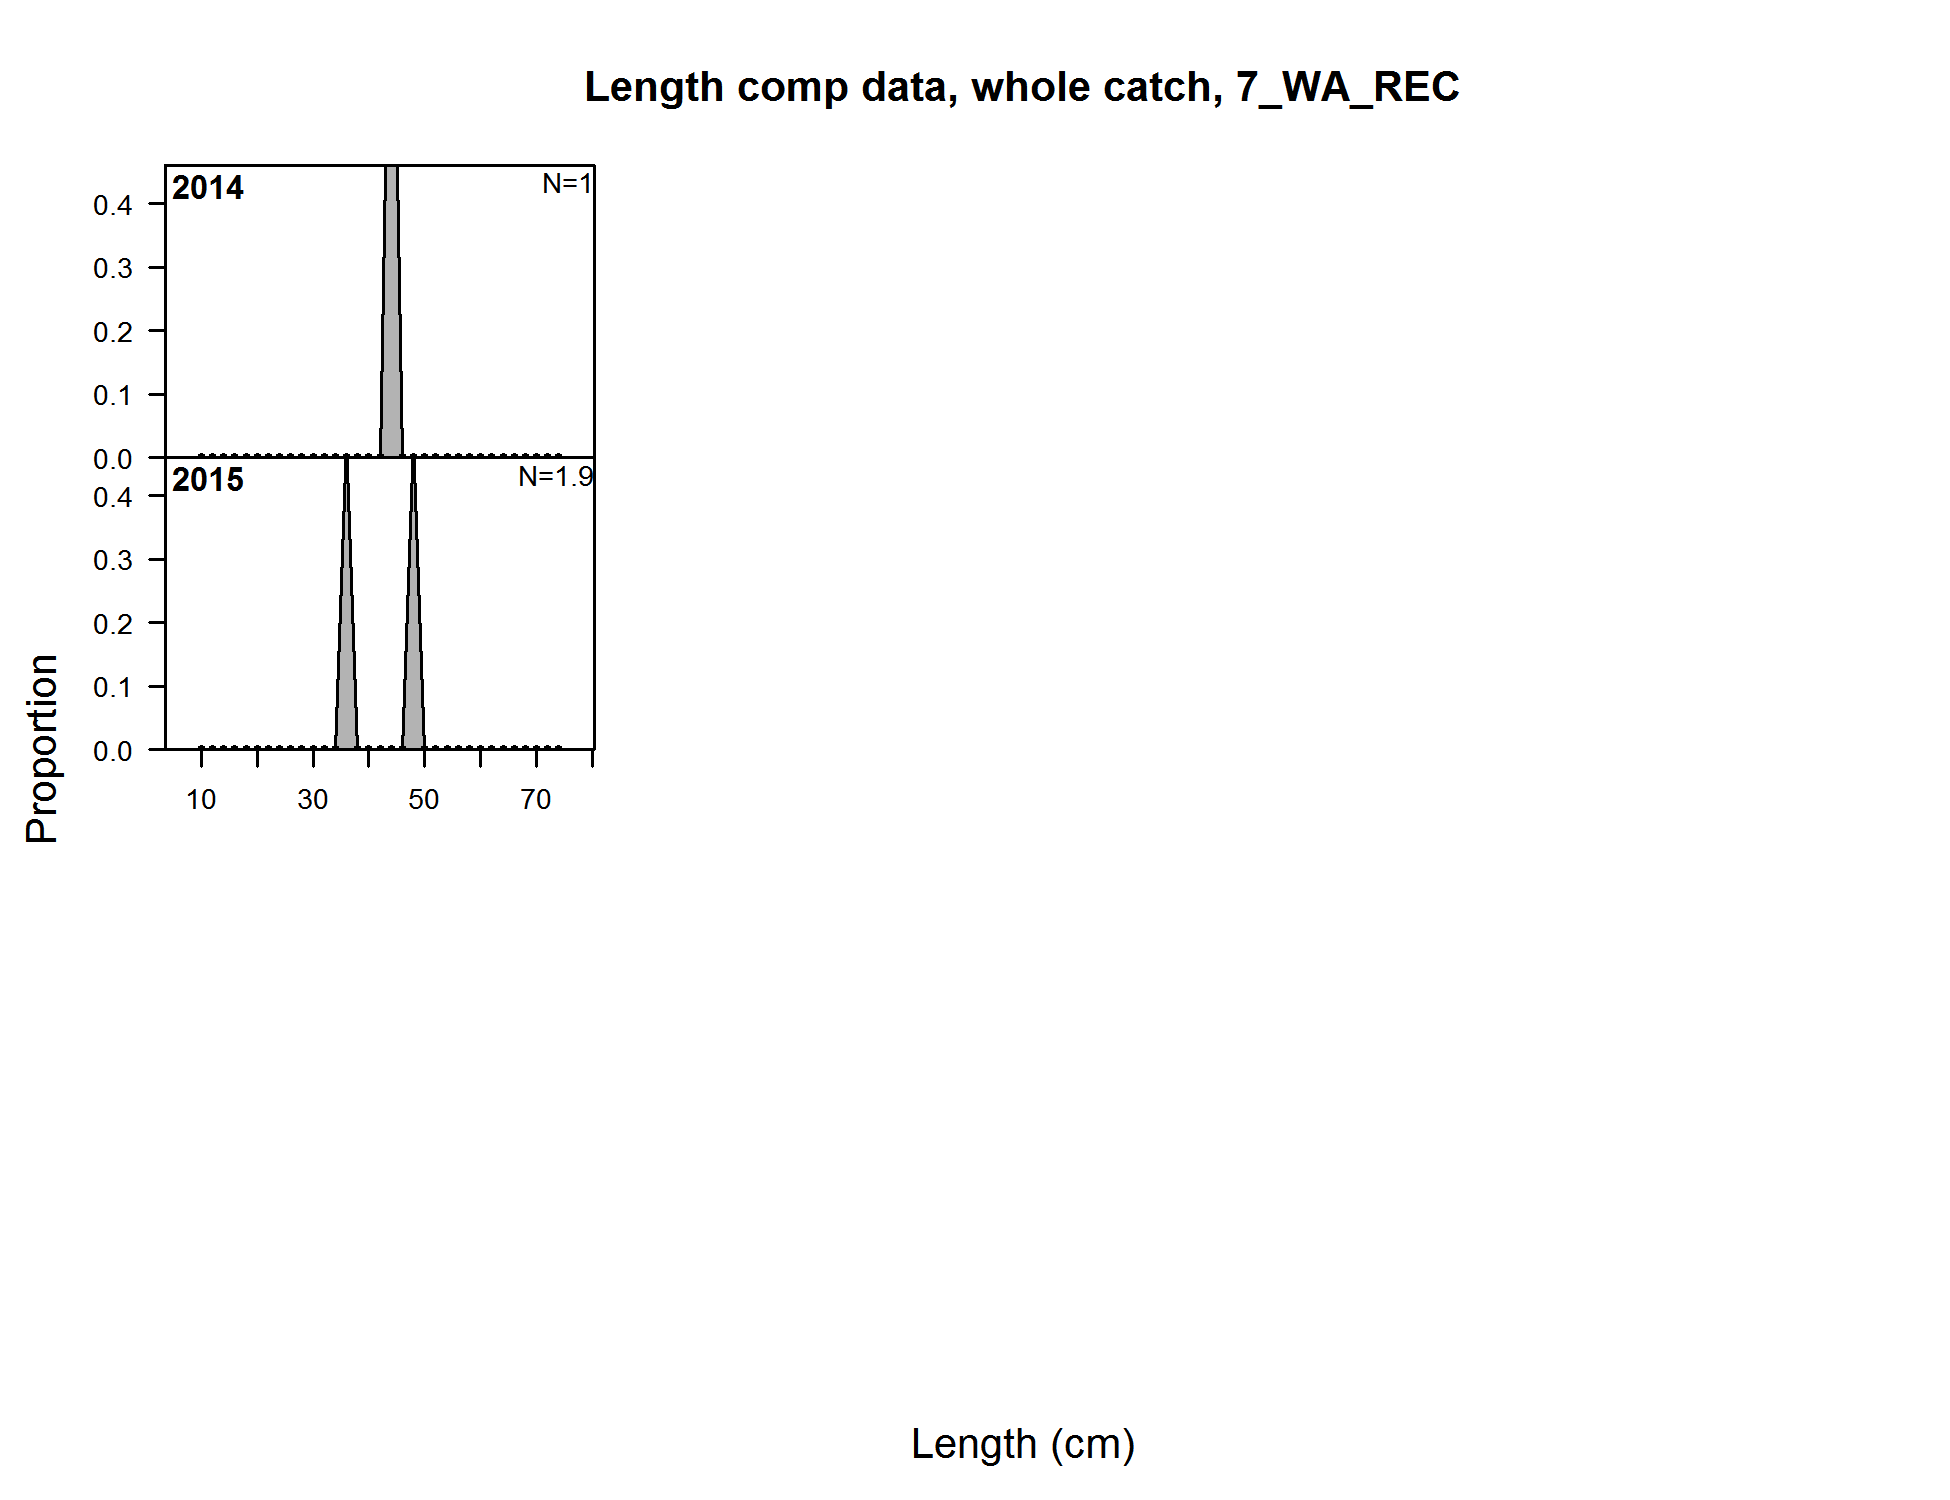 Length comp data, whole catch, 7_WA_REC
2014
N=1
0.4
0.3
0.2
0.1
0.0
2015
N=1.9
0.4
0.3
0.2
0.1
0.0
10 30 50 70
Proportion
Length (cm)